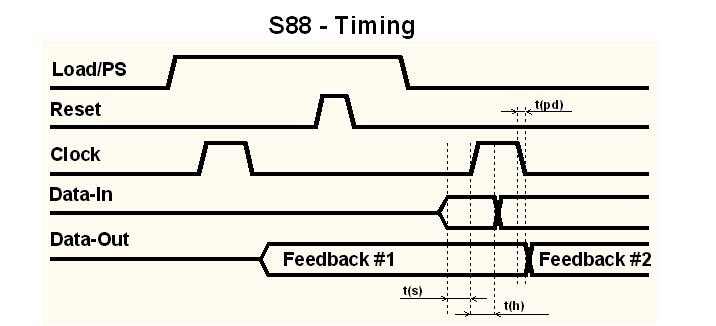 S88 - Timing
Load/PS
Reset
t(pd)
Clock
Data-In
Data-Out
Feedback #1
Feedback #2
t(s)
t(h)